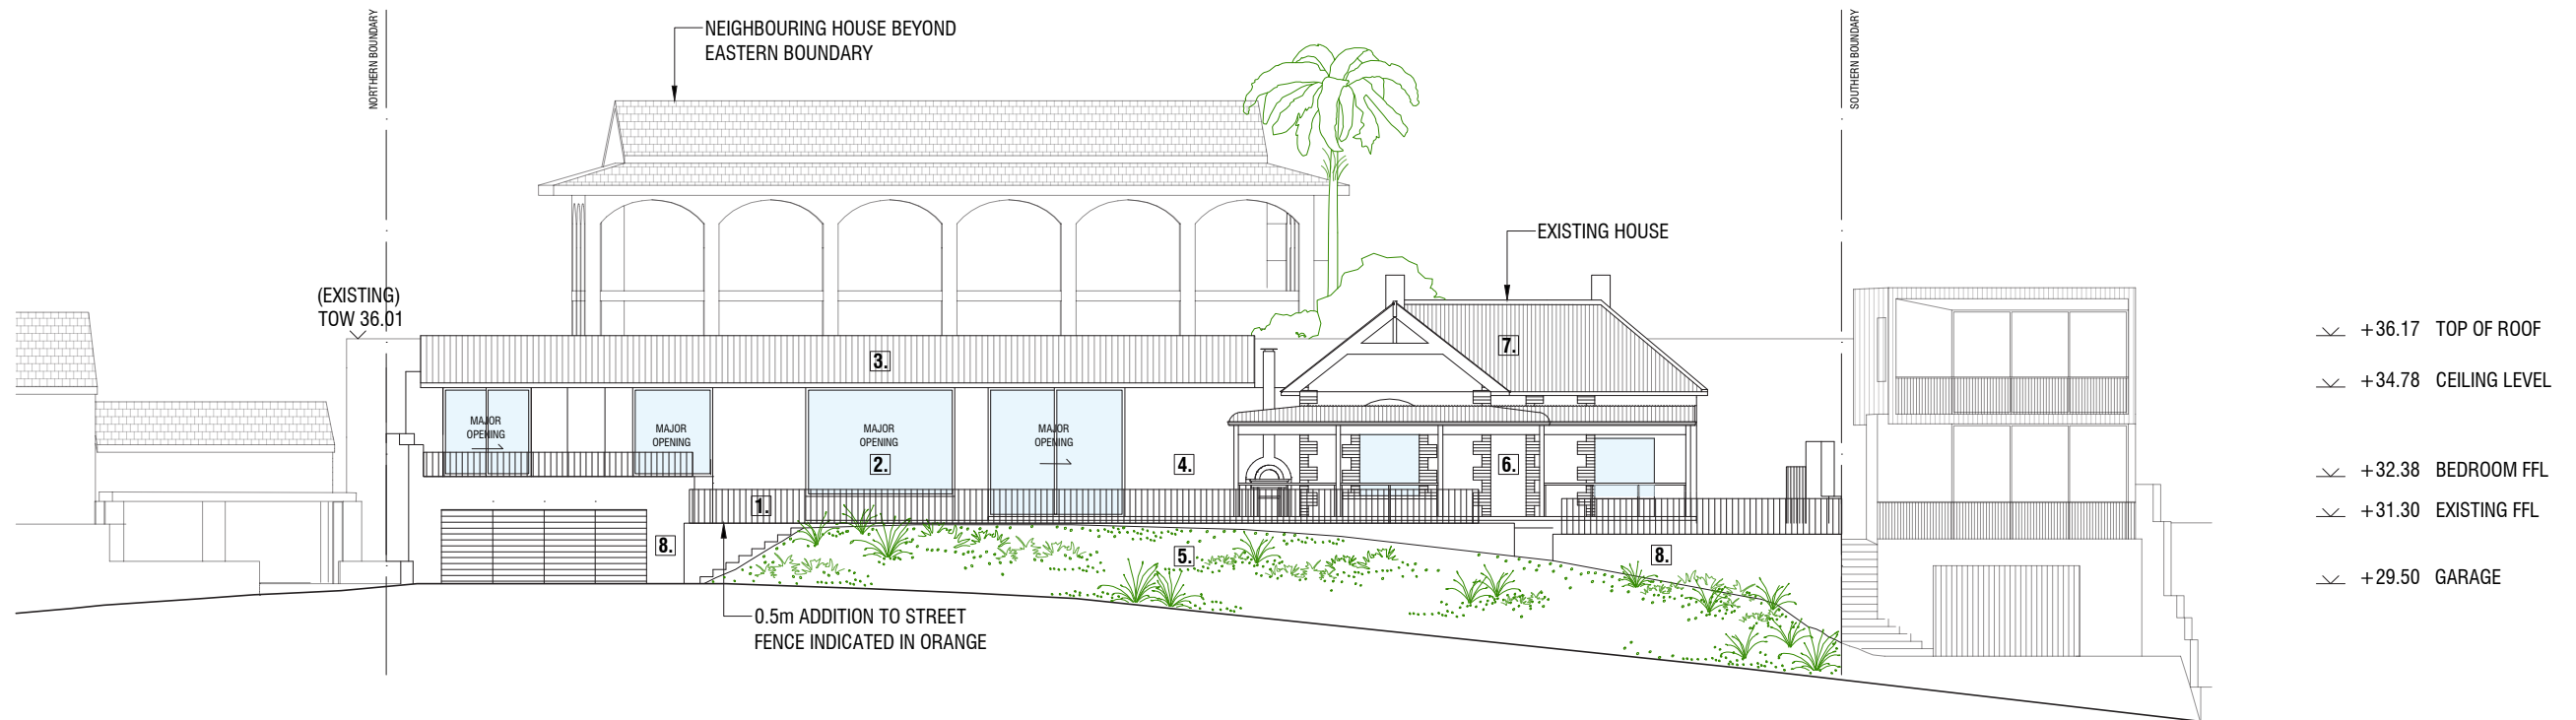 NORTHERN BOUNDARY
NEIGHBOURING HOUSE BEYOND
EASTERN BOUNDARY
SOUTHERN BOUNDARY
EXISTING HOUSE
(EXISTING)
TOW 36.01
+36.17 TOP OF ROOF
+34.78 CEILING LEVEL
+32.38 BEDROOM FFL
+31.30 EXISTING FFL
+29.50 GARAGE
3.
7.
MAJOR
OPENING
MAJOR
OPENING
MAJOR
OPENING
MAJOR
OPENING
2.
4.
6.
1.
8.
5.
8.
0.5m ADDITION TO STREET
FENCE INDICATED IN ORANGE